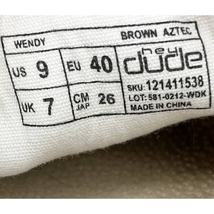 WENDY BROWN AZTEC
US 9 EU 40 hey dude
UK 7 CM JAP 26 SKU: 121411538
LOT: 581-0212-WDK
MADE IN CHINA